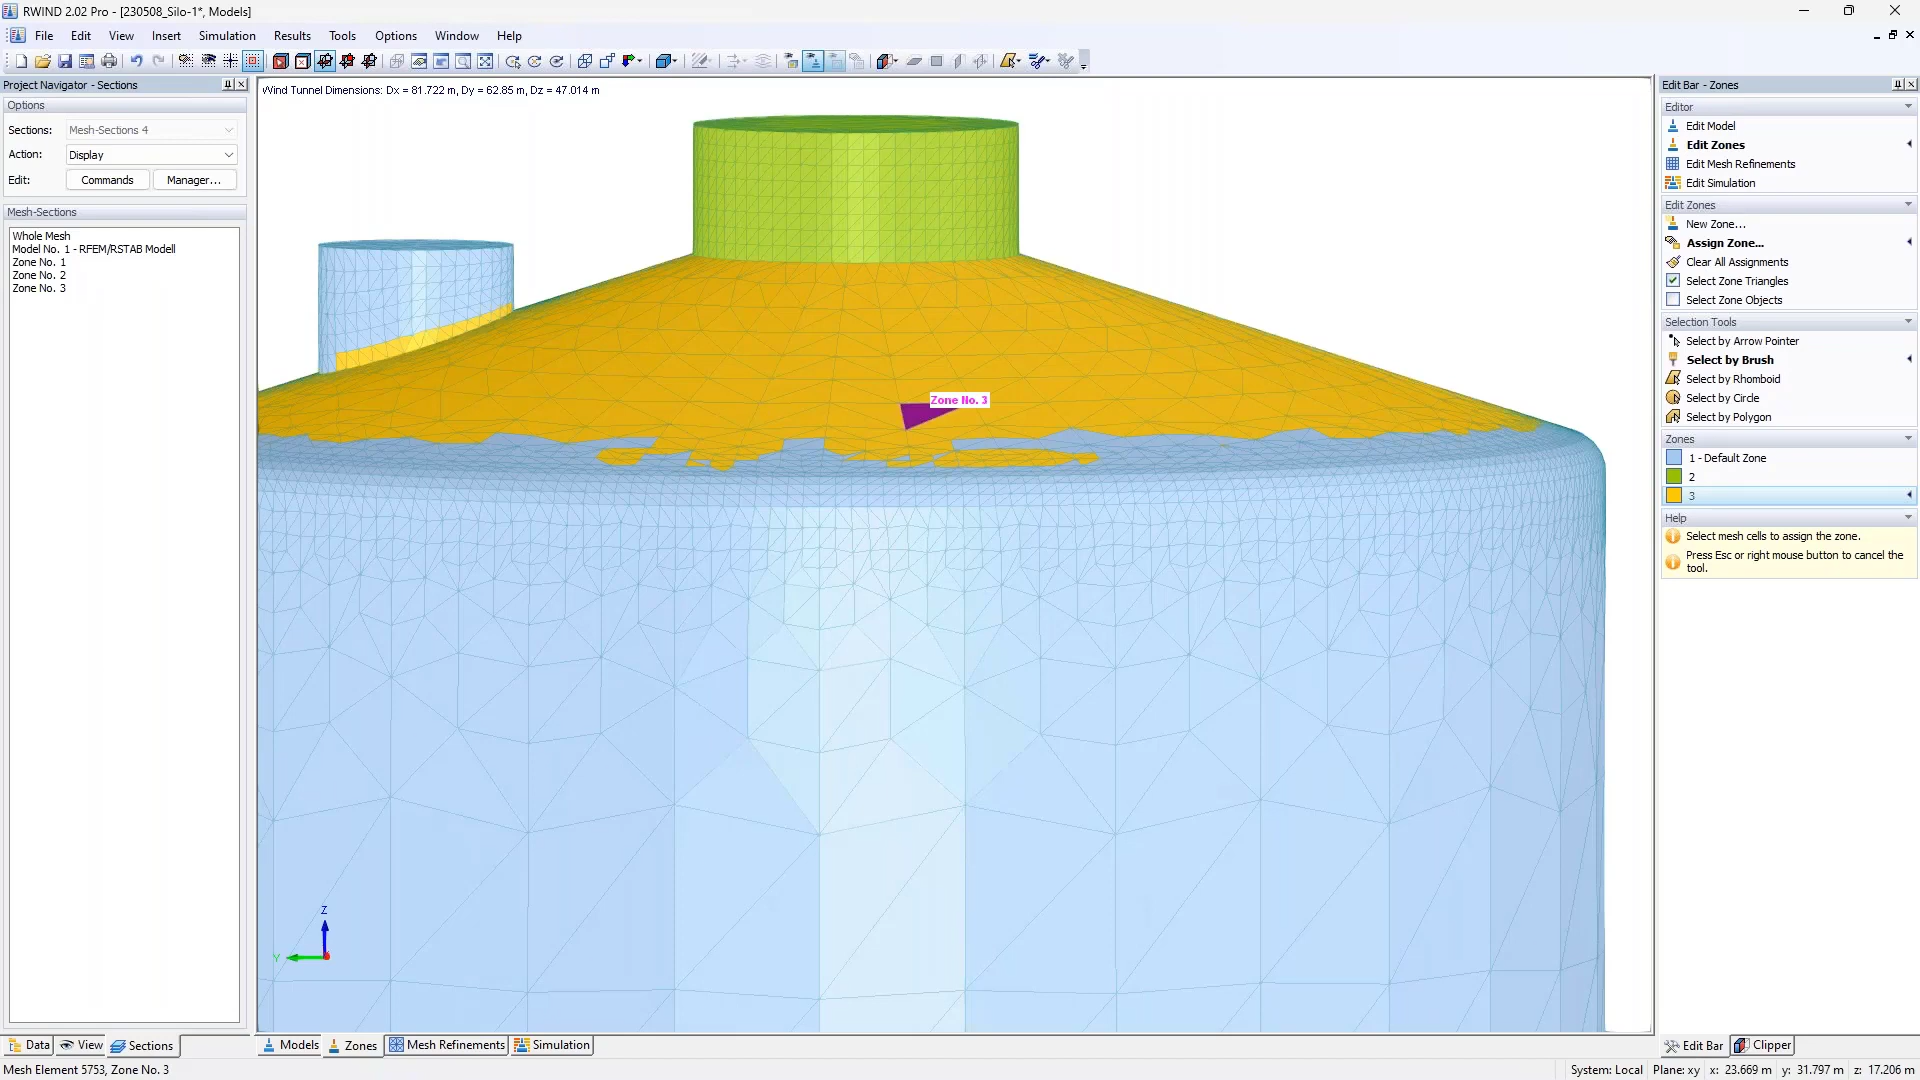 RWIND 2.02 Pro - [230508_Silo-1*, Models]
File Edit View Insert Simulation Results Tools Options Window Help
Project Navigator - Sections
Options
Sections: Mesh-Sections 4
Action: Display
Edit: Commands Manager...
Mesh-Sections
Whole Mesh
Model No. 1 - RFEM/RSTAB Modell
Zone No. 1
Zone No. 2
Zone No. 3
Data View Sections
Wind Tunnel Dimensions: Dx = 81.722 m, Dy = 62.85 m, Dz = 47.014 m
Zone No. 3
Z
Y
Models Zones Mesh Refinements Simulation
Edit Bar - Zones
Editor
Edit Model
Edit Zones
Edit Mesh Refinements
Edit Simulation
Edit Zones
New Zone...
Assign Zone...
Clear All Assignments
Select Zone Triangles
Select Zone Objects
Selection Tools
Select by Arrow Pointer
Select by Brush
Select by Rhomboid
Select by Circle
Select by Polygon
Zones
1 - Default Zone
2
3
Help
Select mesh cells to assign the zone.
Press Esc or right mouse button to cancel the
tool.
Edit Bar Clipper
Mesh Element 5753, Zone No. 3
System: Local Plane: xy x: 23.669 m y: 31.797 m z: 17.206 m